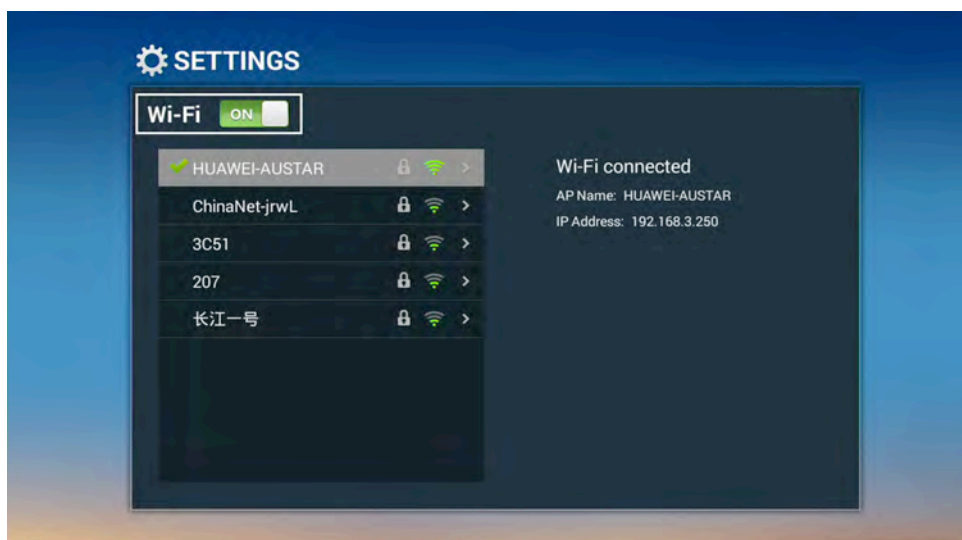 SETTINGS
Wi-Fi ON
HUAWEI-AUSTAR
ChinaNet-jrwL
3C51
207
长江一号
Wi-Fi connected
AP Name: HUAWEI-AUSTAR
IP Address: 192.168.3.250